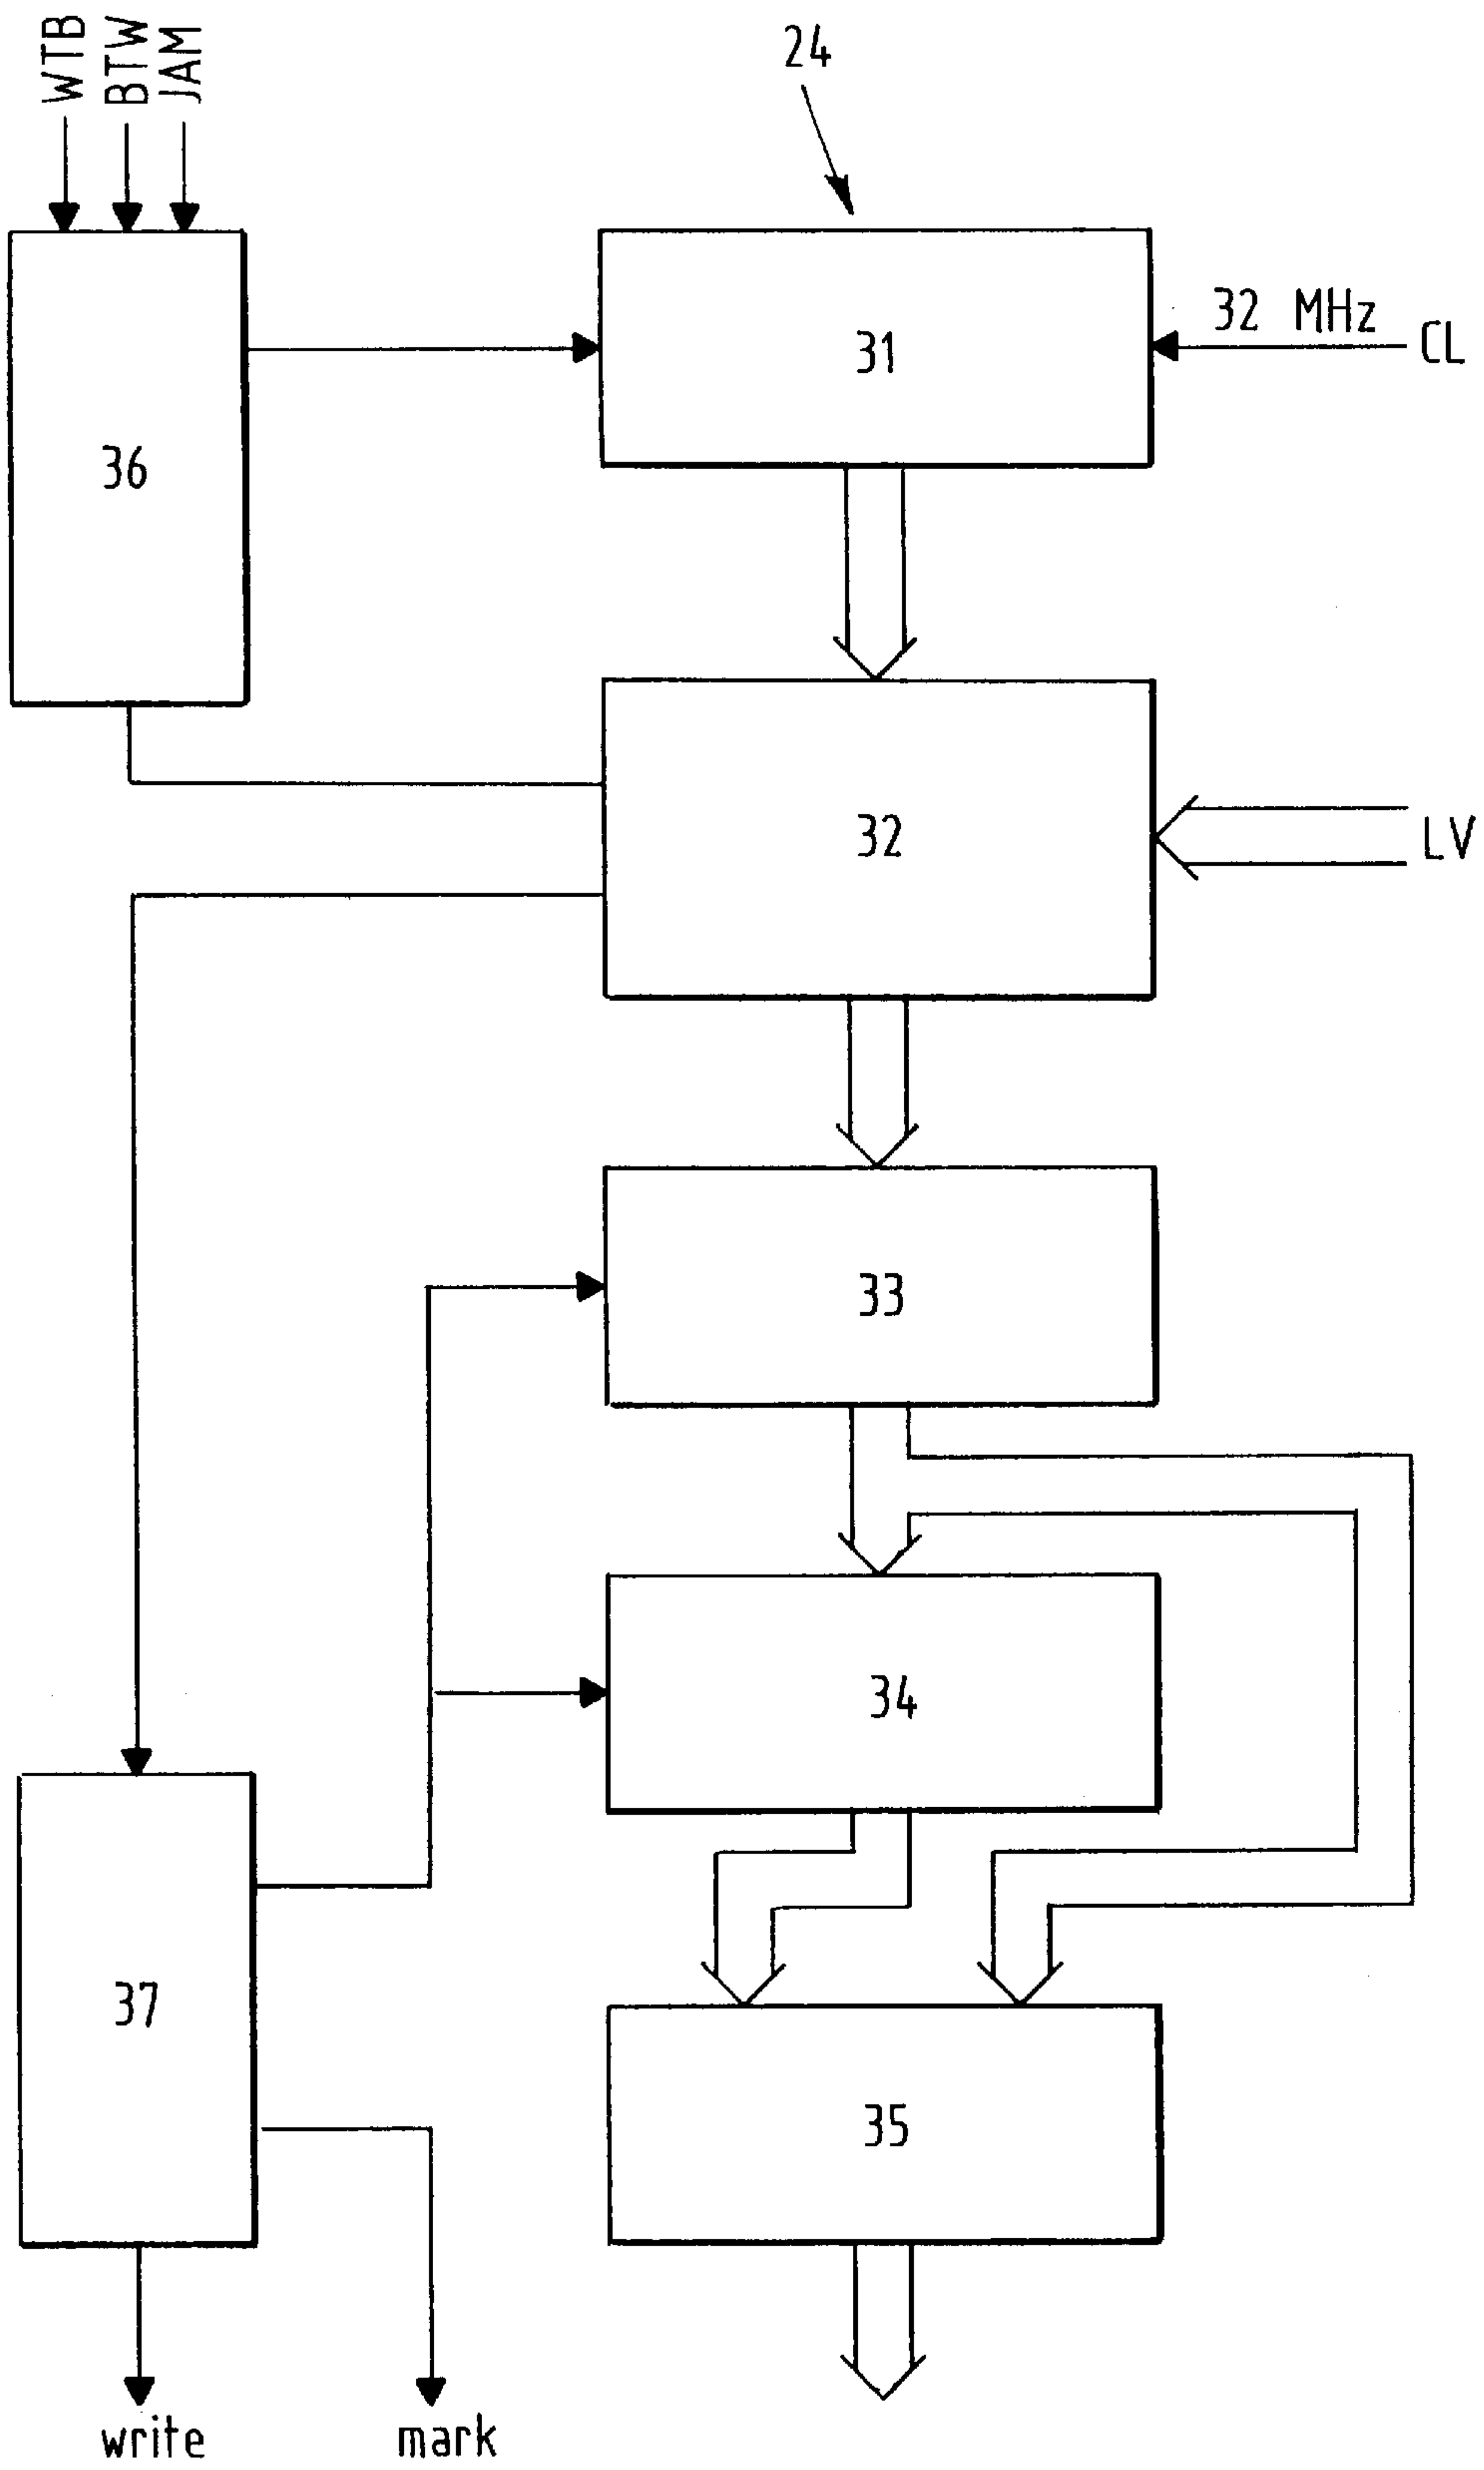 WTB
BTW
JAM
24
32 MHz
CL
31
36
32
LV
33
34
37
35
write
mark